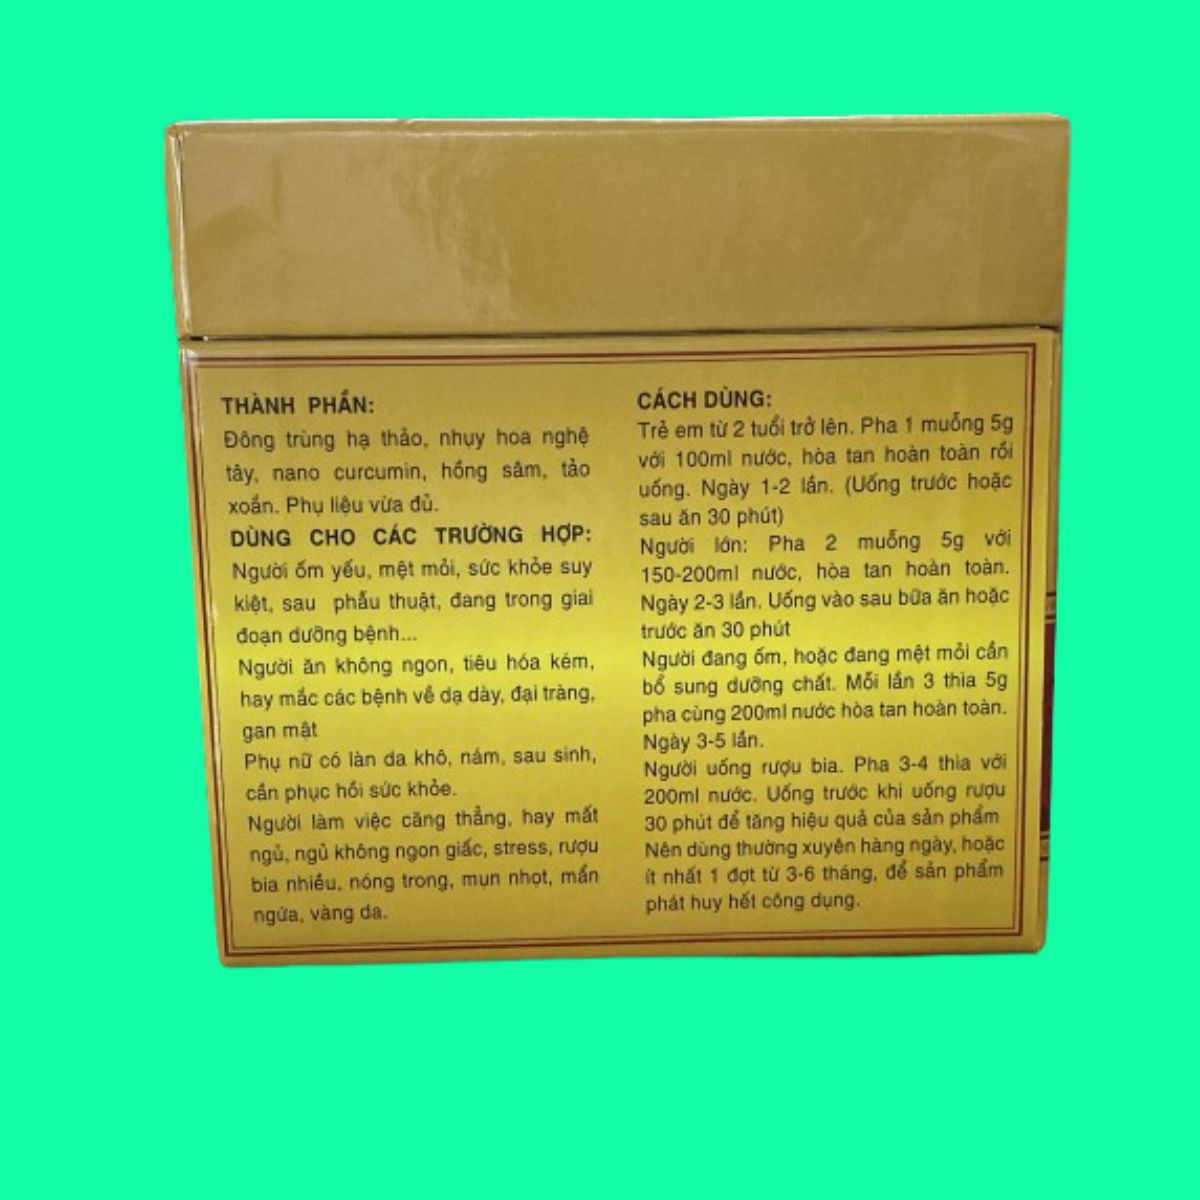 THÀNH PHẦN:
Đông trùng hạ thảo, nhụy hoa nghệ
tây, nano curcumin, hồng sâm, tảo
xoắn. Phụ liệu vừa đủ.
DÙNG CHO CÁC TRƯỜNG HỢP:
Người ốm yếu, mệt mỏi, sức khỏe suy
kiệt, sau phẫu thuật, đang trong giai
đoạn dưỡng bệnh...
Người ăn không ngon, tiêu hóa kém,
hay mắc các bệnh về dạ dày, đại tràng,
gan mật
Phụ nữ có làn da khô, nám, sau sinh,
cần phục hồi sức khỏe.
Người làm việc căng thẳng, hay mất
ngủ, ngủ không ngon giấc, stress, rượu
bia nhiều, nóng trong, mụn nhọt, mẩn
ngứa, vàng da.
CÁCH DÙNG:
Trẻ em từ 2 tuổi trở lên. Pha 1 muỗng 5g
với 100ml nước, hòa tan hoàn toàn rồi
uống. Ngày 1-2 lần. (Uống trước hoặc
sau ăn 30 phút)
Người lớn: Pha 2 muỗng 5g với
150-200ml nước, hòa tan hoàn toàn.
Ngày 2-3 lần. Uống vào sau bữa ăn hoặc
trước ăn 30 phút
Người đang ốm, hoặc đang mệt mỏi cần
bổ sung dưỡng chất. Mỗi lần 3 thìa 5g
pha cùng 200ml nước hòa tan hoàn toàn.
Ngày 3-5 lần.
Người uống rượu bia. Pha 3-4 thìa với
200ml nước. Uống trước khi uống rượu
30 phút để tăng hiệu quả của sản phẩm
Nên dùng thường xuyên hàng ngày, hoặc
ít nhất 1 đợt từ 3-6 tháng, để sản phẩm
phát huy hết công dụng.